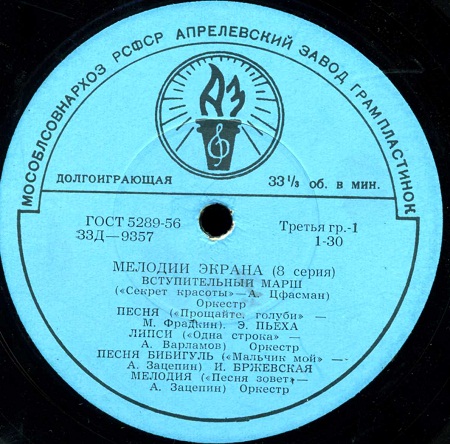 МОСОБЛСОВНАРХОЗ РСФСР АПРЕЛЕВСКИЙ ЗАВОД ГРАМПЛАСТИНОК
АЗ
ДОЛГОИГРАЮЩАЯ 33⅓ об. в мин.
ГОСТ 5289-56 Третья гр.-1
33Д—9357 1-30
МЕЛОДИИ ЭКРАНА (8 серия)
ВСТУПИТЕЛЬНЫЙ МАРШ
(«Секрет красоты»—А. Цфасман)
Оркестр
ПЕСНЯ («Прощайте, голуби» —
М. Фрадкин). Э. ПЬЕХА
ЛИПСИ («Одна строка» —
А. Варламов) Оркестр
ПЕСНЯ БИБИГУЛЬ («Мальчик мой» —
А. Зацепин) И. БРЖЕВСКАЯ
МЕЛОДИЯ («Песня зовет»—
А. Зацепин) Оркестр